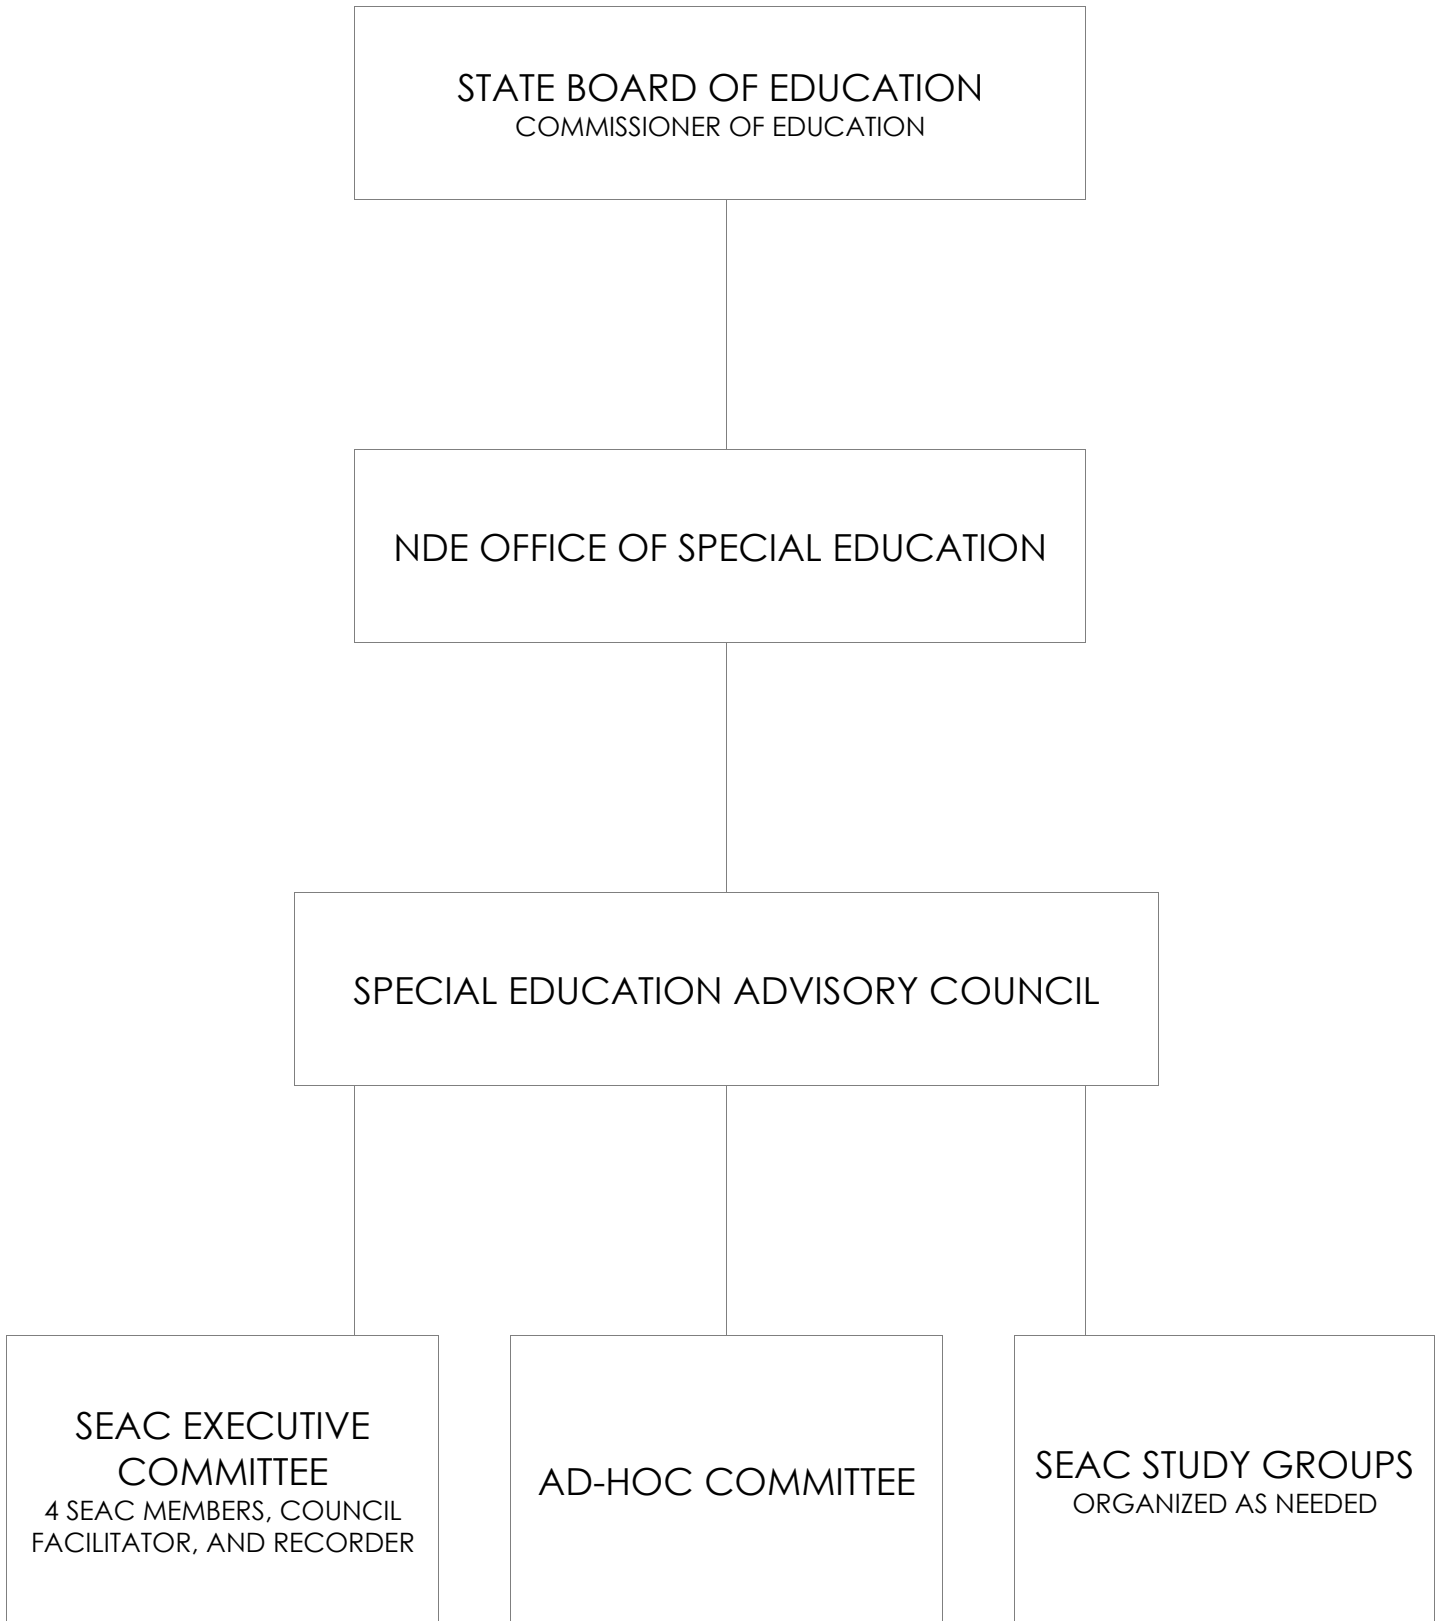 STATE BOARD OF EDUCATION
COMMISSIONER OF EDUCATION
NDE OFFICE OF SPECIAL EDUCATION
SPECIAL EDUCATION ADVISORY COUNCIL
SEAC EXECUTIVE
COMMITTEE
4 SEAC MEMBERS, COUNCIL
FACILITATOR, AND RECORDER
AD-HOC COMMITTEE
SEAC STUDY GROUPS
ORGANIZED AS NEEDED